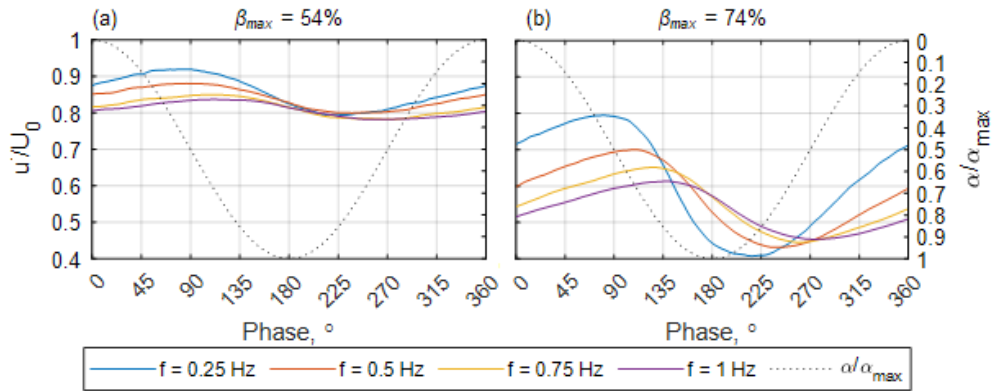 (a) β_max = 54%
(b) β_max = 74%
u'/U₀
1
0.9
0.8
0.7
0.6
0.5
0.4
0 45 90 135 180 225 270 315 360
Phase, °
0 45 90 135 180 225 270 315 360
Phase, °
0
0.1
0.2
0.3
0.4
0.5
0.6
0.7
0.8
0.9
1
α/α_max
f = 0.25 Hz f = 0.5 Hz f = 0.75 Hz f = 1 Hz α/α_max